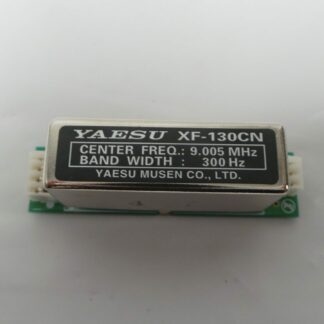 YAESU XF-130CN
CENTER FREQ.: 9.005 MHz
BAND WIDTH : 300 Hz
YAESU MUSEN CO., LTD.